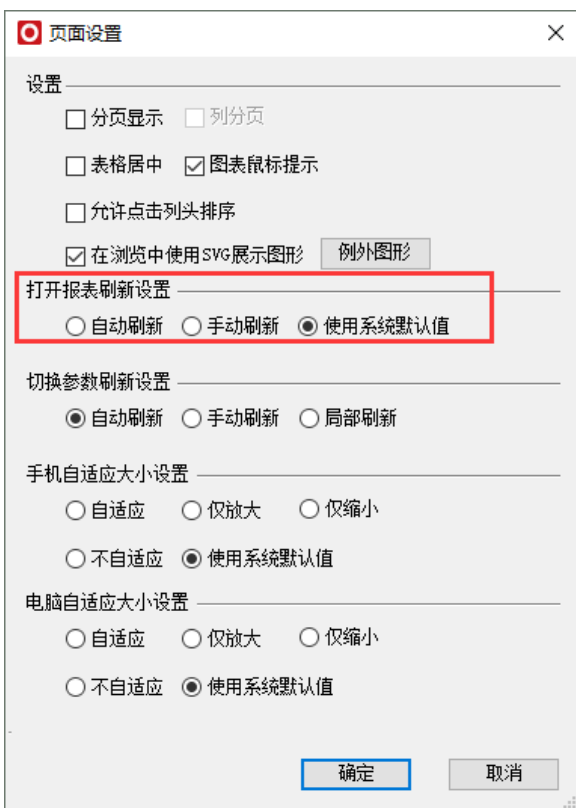 页面设置
设置
分页显示 列分页
表格居中 图表鼠标提示
允许点击列头排序
在浏览中使用SVG展示图形 例外图形
打开报表刷新设置
自动刷新 手动刷新 使用系统默认值
切换参数刷新设置
自动刷新 手动刷新 局部刷新
手机自适应大小设置
自适应 仅放大 仅缩小
不自适应 使用系统默认值
电脑自适应大小设置
自适应 仅放大 仅缩小
不自适应 使用系统默认值
确定 取消